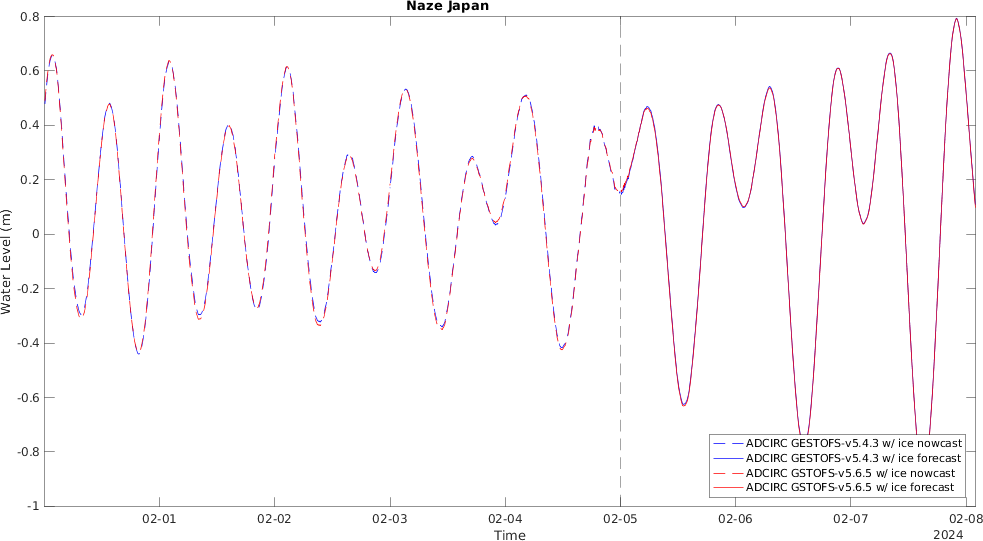 Naze Japan
0.8
0.6
0.4
0.2
0
-0.2
-0.4
-0.6
-0.8
-1
Water Level (m)
02-01 02-02 02-03 02-04 02-05 02-06 02-07 02-08
Time
2024
ADCIRC GESTOFS-v5.4.3 w/ ice nowcast
ADCIRC GESTOFS-v5.4.3 w/ ice forecast
ADCIRC GSTOFS-v5.6.5 w/ ice nowcast
ADCIRC GSTOFS-v5.6.5 w/ ice forecast